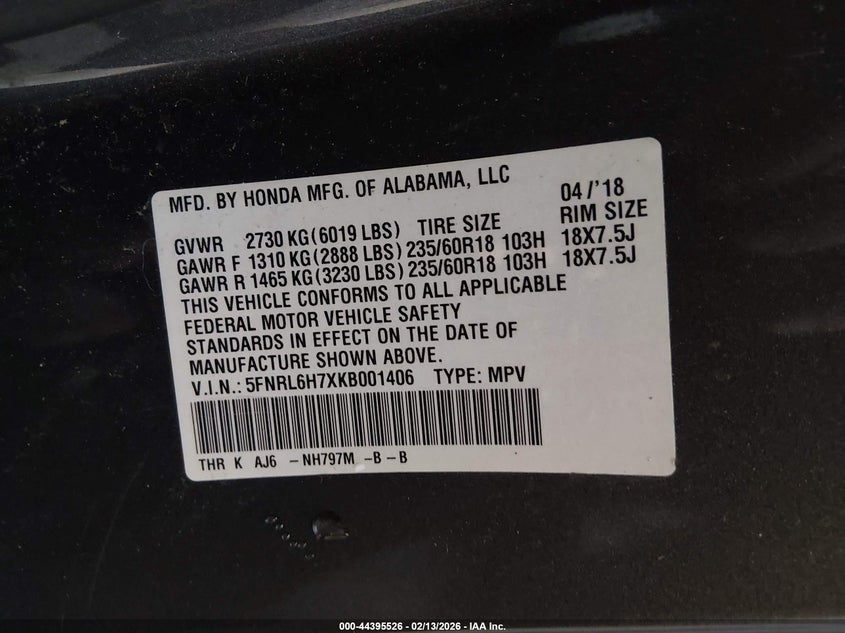 MFD. BY HONDA MFG. OF ALABAMA, LLC 04/'18
GVWR 2730 KG(6019 LBS) TIRE SIZE RIM SIZE
GAWR F 1310 KG(2888 LBS) 235/60R18 103H 18X7.5J
GAWR R 1465 KG(3230 LBS) 235/60R18 103H 18X7.5J
THIS VEHICLE CONFORMS TO ALL APPLICABLE
FEDERAL MOTOR VEHICLE SAFETY
STANDARDS IN EFFECT ON THE DATE OF
MANUFACTURE SHOWN ABOVE.
V.I.N.: 5FNRL6H7XKB001406 TYPE: MPV
THR K AJ6 -NH797M -B-B
000-44395526 - 02/13/2026 - IAA Inc.